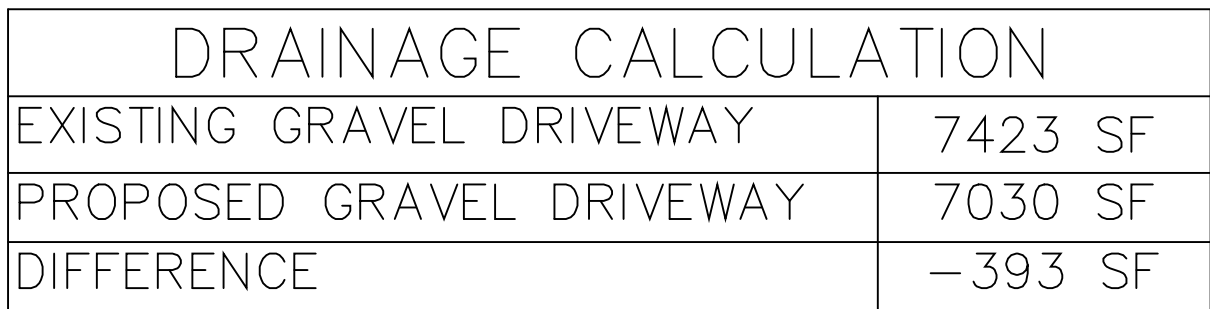 DRAINAGE CALCULATION
EXISTING GRAVEL DRIVEWAY 7423 SF
PROPOSED GRAVEL DRIVEWAY 7030 SF
DIFFERENCE -393 SF